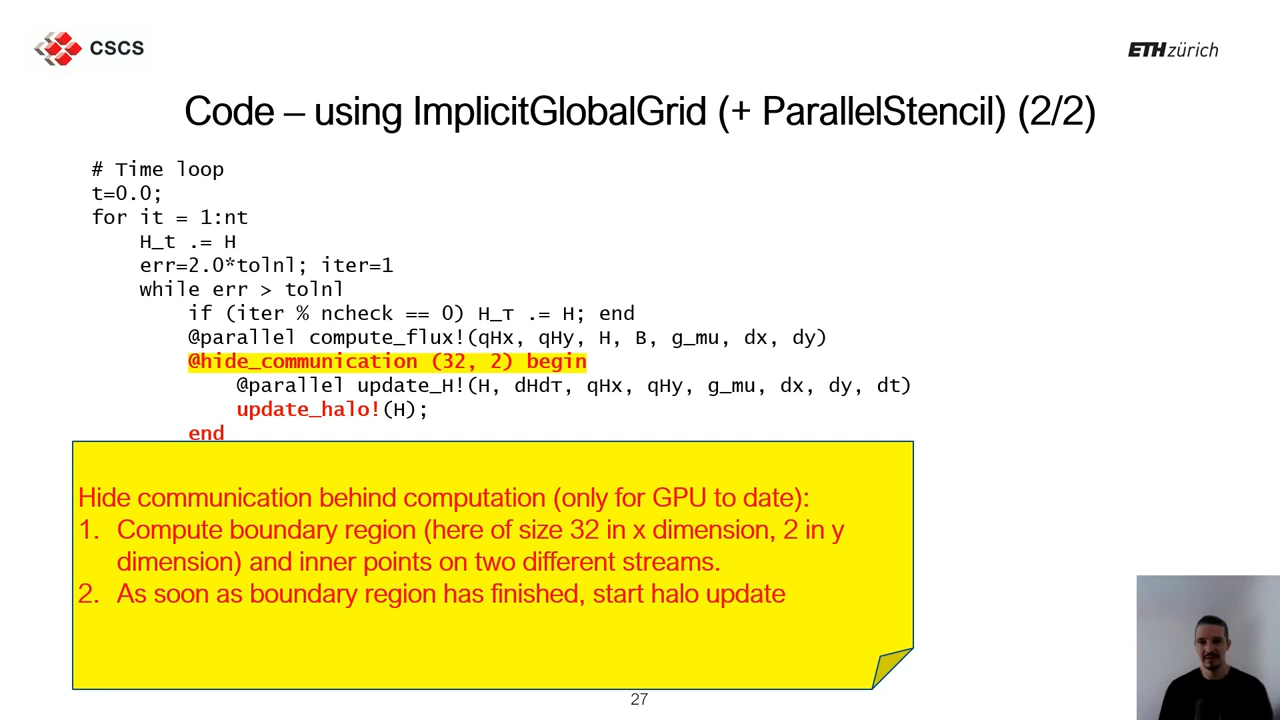 CSCS
ETH zürich
Code – using ImplicitGlobalGrid (+ ParallelStencil) (2/2)
# Time loop
t=0.0;
for it = 1:nt
H_t .= H
err=2.0*tolnl; iter=1
while err > tolnl
if (iter % ncheck == 0) H_τ .= H; end
@parallel compute_flux!(qHx, qHy, H, B, g_mu, dx, dy)
@hide_communication (32, 2) begin
@parallel update_H!(H, dHdτ, qHx, qHy, g_mu, dx, dy, dt)
update_halo!(H);
end
Hide communication behind computation (only for GPU to date):
1. Compute boundary region (here of size 32 in x dimension, 2 in y
dimension) and inner points on two different streams.
2. As soon as boundary region has finished, start halo update
27